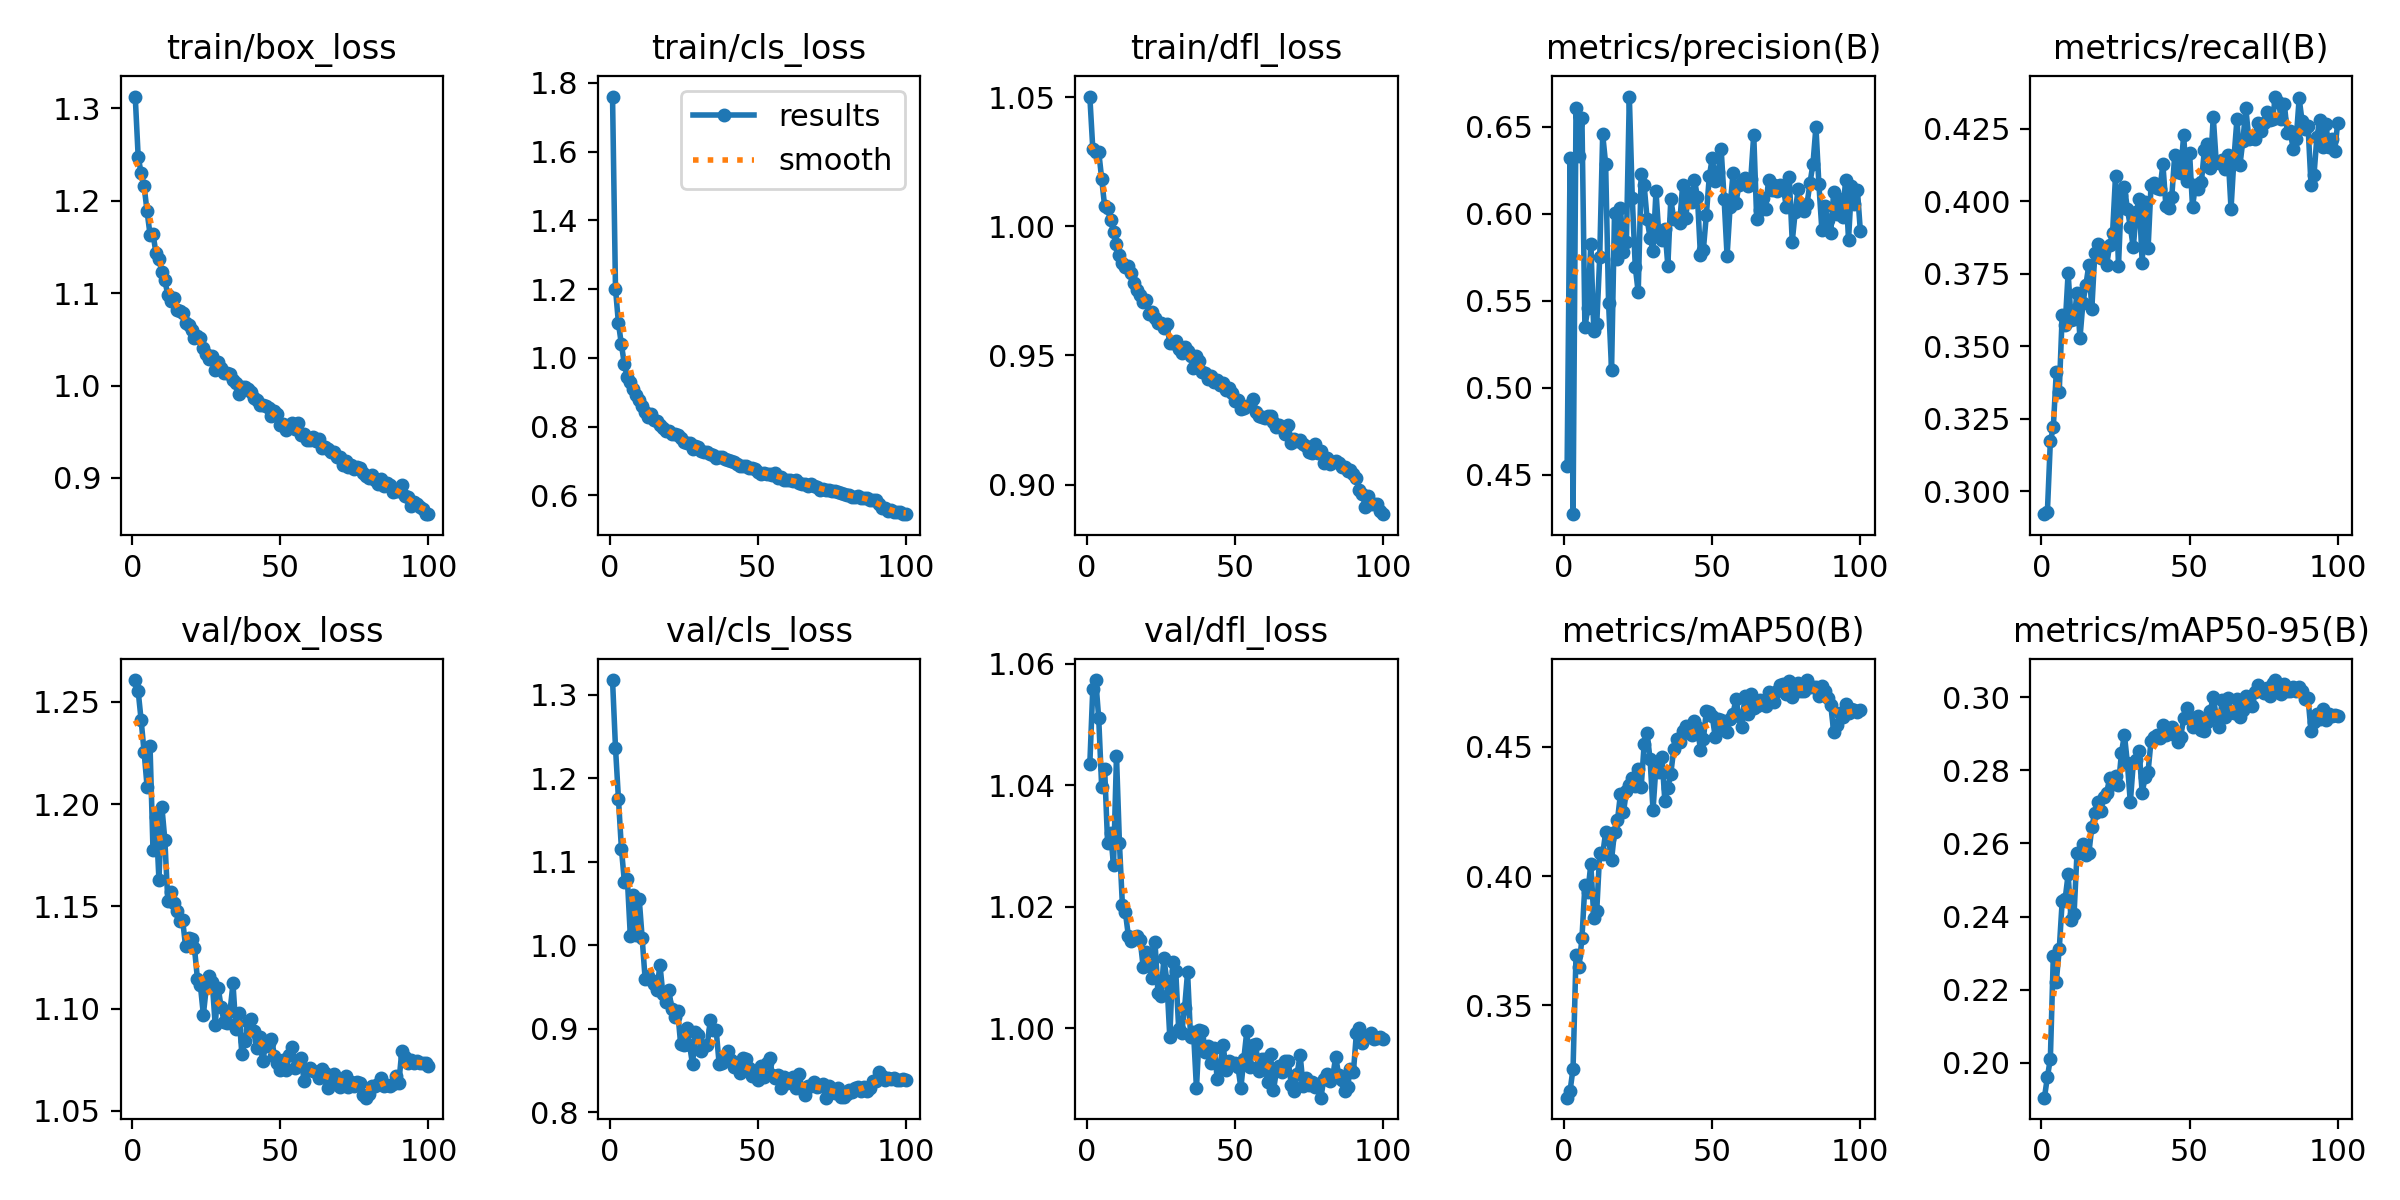 train/box_loss
1.3
1.2
1.1
1.0
0.9
0 50 100
train/cls_loss
1.8
1.6
1.4
1.2
1.0
0.8
0.6
results
smooth
0 50 100
train/dfl_loss
1.05
1.00
0.95
0.90
0 50 100
metrics/precision(B)
0.65
0.60
0.55
0.50
0.45
0 50 100
metrics/recall(B)
0.425
0.400
0.375
0.350
0.325
0.300
0 50 100
val/box_loss
1.25
1.20
1.15
1.10
1.05
0 50 100
val/cls_loss
1.3
1.2
1.1
1.0
0.9
0.8
0 50 100
val/dfl_loss
1.06
1.04
1.02
1.00
0 50 100
metrics/mAP50(B)
0.45
0.40
0.35
0 50 100
metrics/mAP50-95(B)
0.30
0.28
0.26
0.24
0.22
0.20
0 50 100